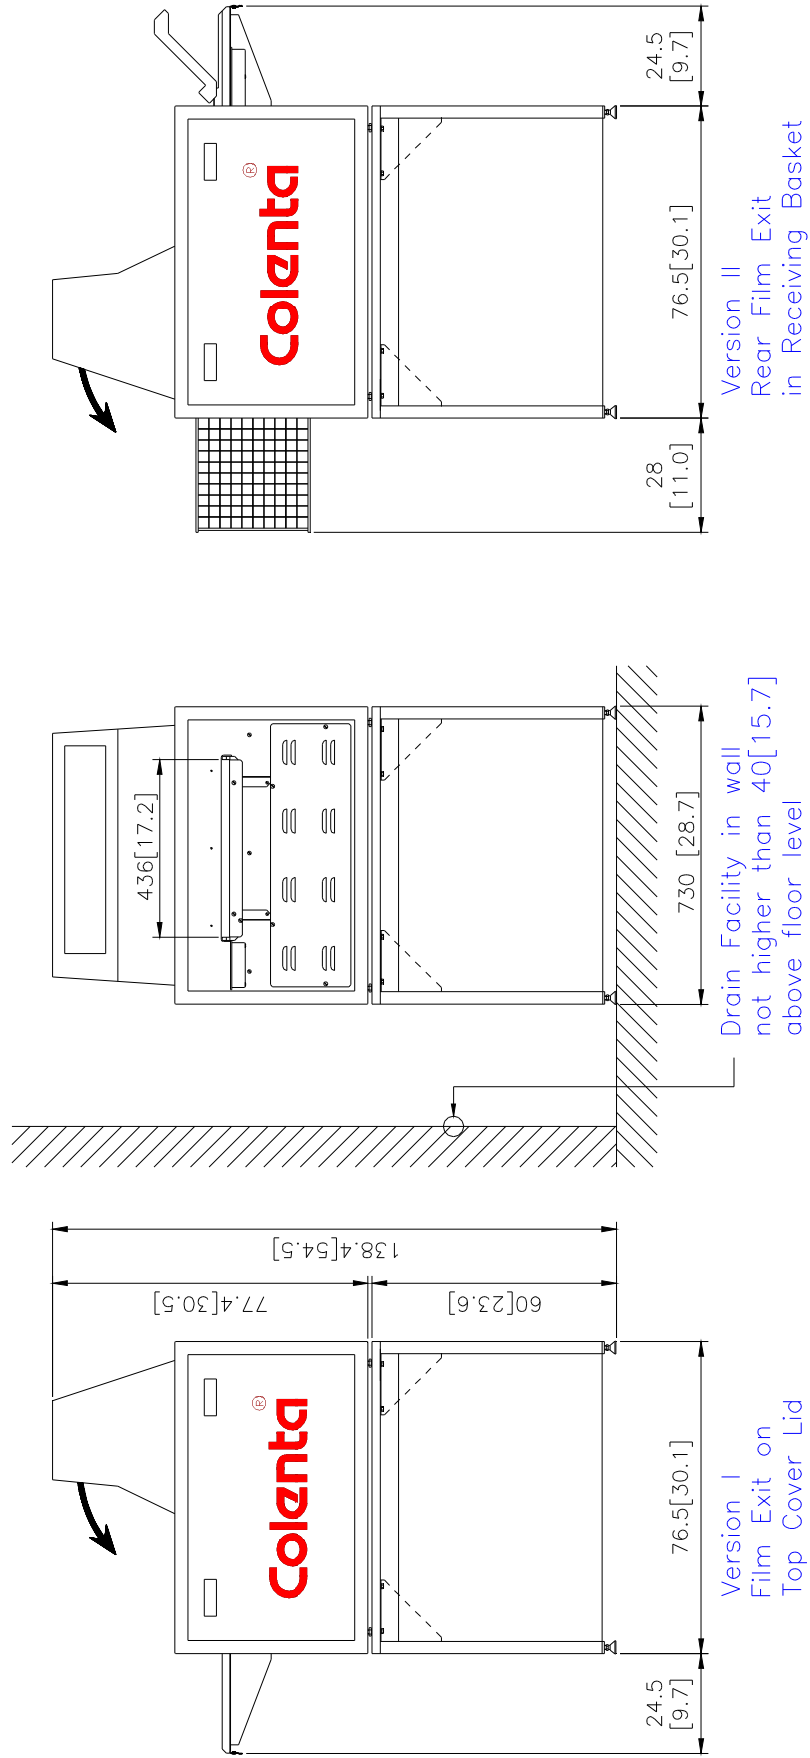 138.4[54.5]
77.4[30.5]
60[23.6]
Colenta
®
24.5
[9.7]
76.5[30.1]
Version I
Film Exit on
Top Cover Lid
436[17.2]
730 [28.7]
Drain Facility in wall
not higher than 40[15.7]
above floor level
Colenta
®
28
[11.0]
76.5[30.1]
24.5
[9.7]
Version II
Rear Film Exit
in Receiving Basket